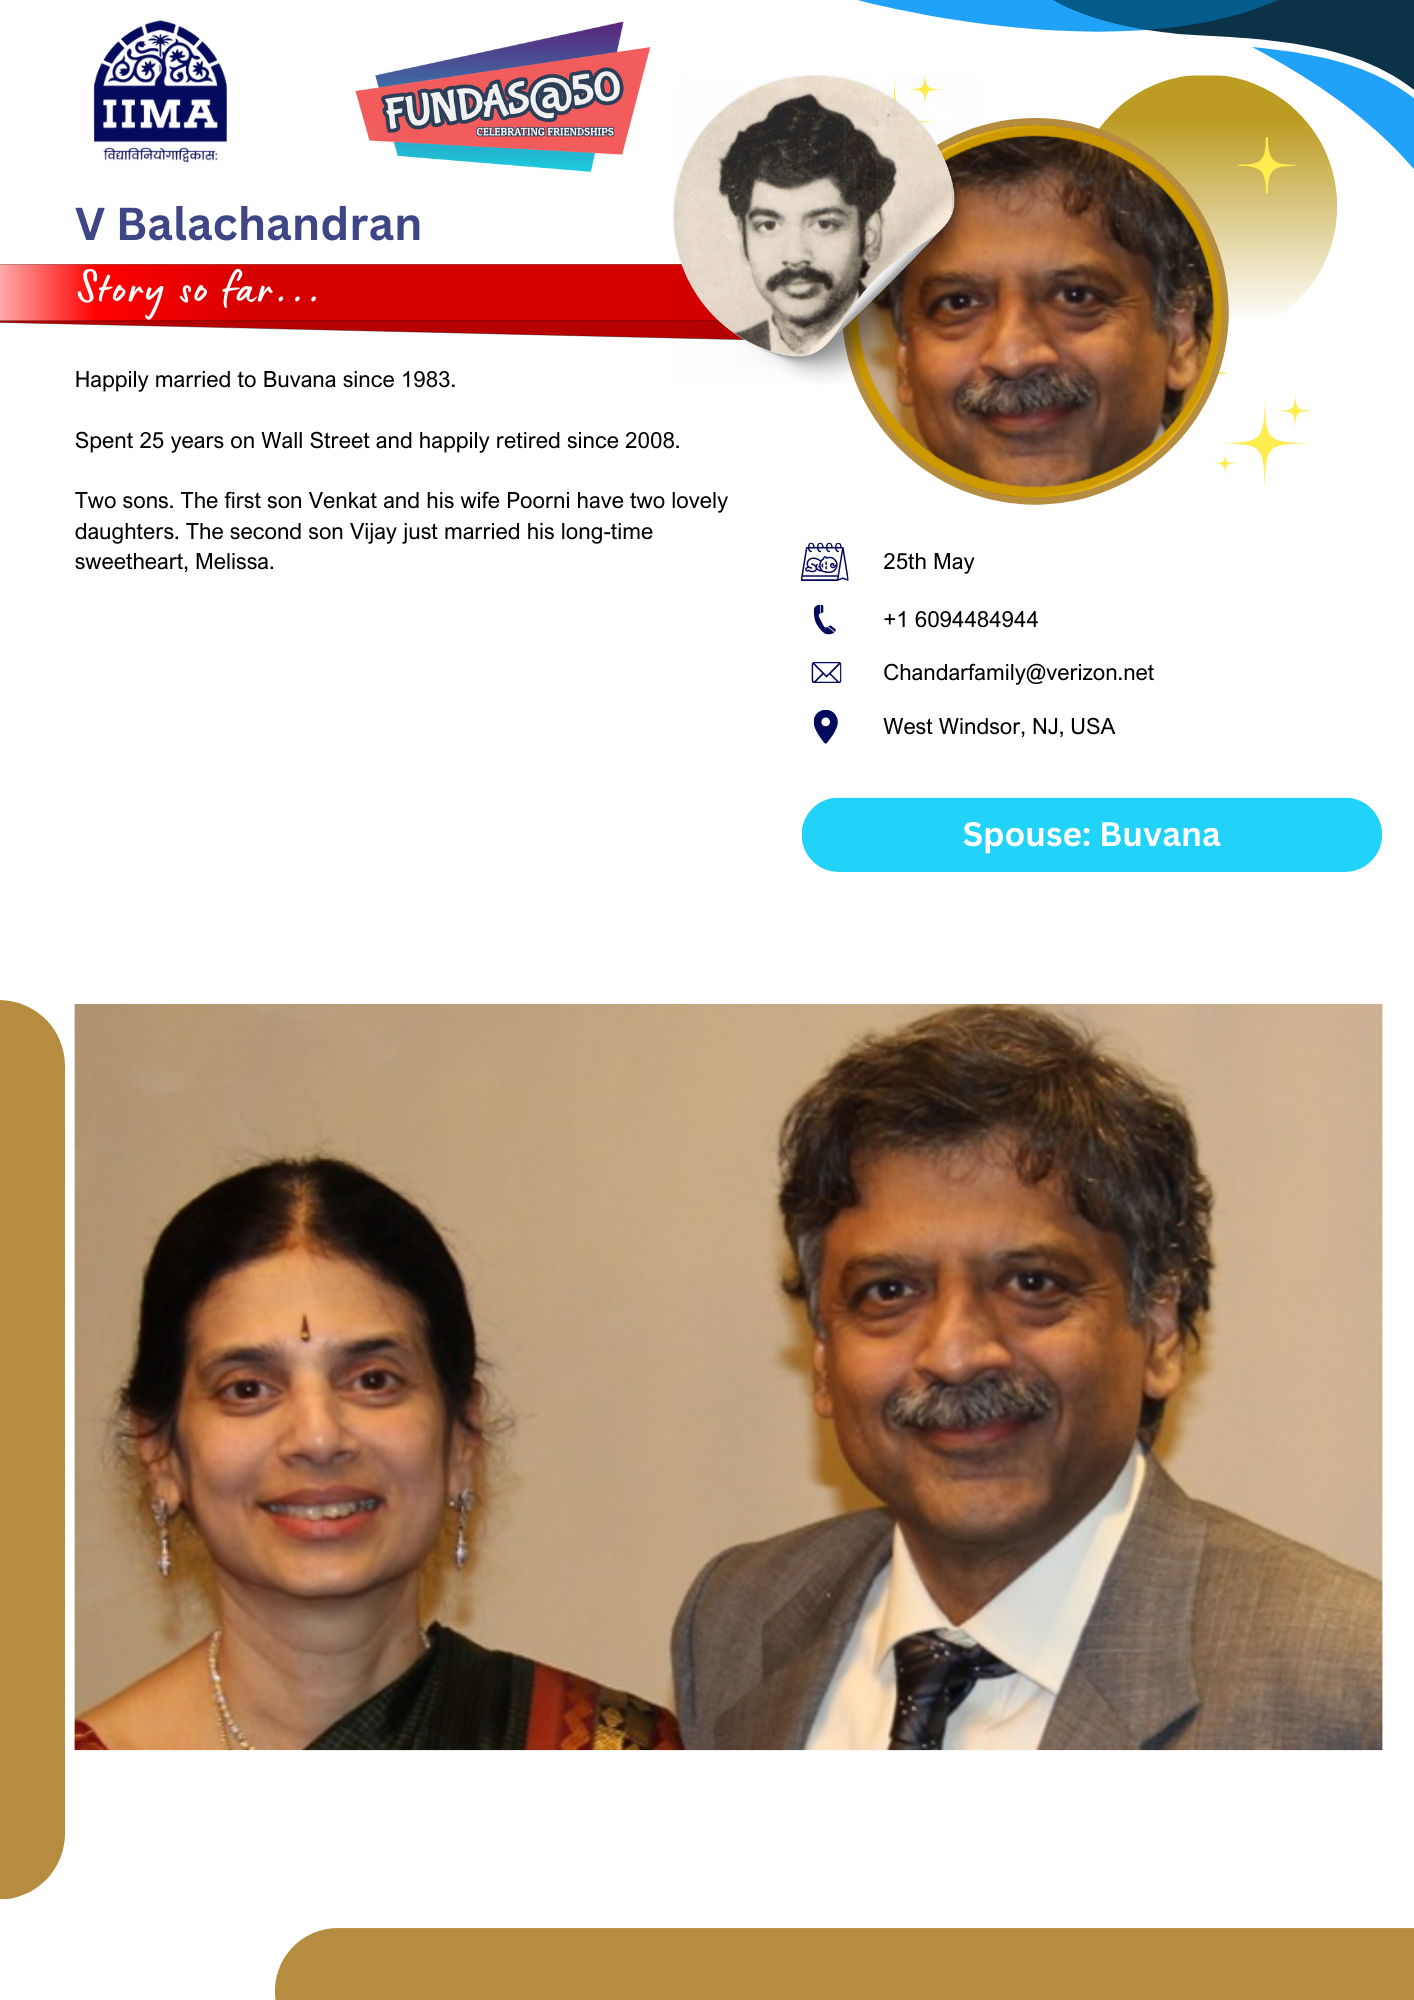 IIMA
विद्याविनियोगाद्विकास:
FUNDAS@50
CELEBRATING FRIENDSHIPS
V Balachandran
Story so far...
Happily married to Buvana since 1983.
Spent 25 years on Wall Street and happily retired since 2008.
Two sons. The first son Venkat and his wife Poorni have two lovely
daughters. The second son Vijay just married his long-time
sweetheart, Melissa.
25th May
+1 6094484944
Chandarfamily@verizon.net
West Windsor, NJ, USA
Spouse: Buvana